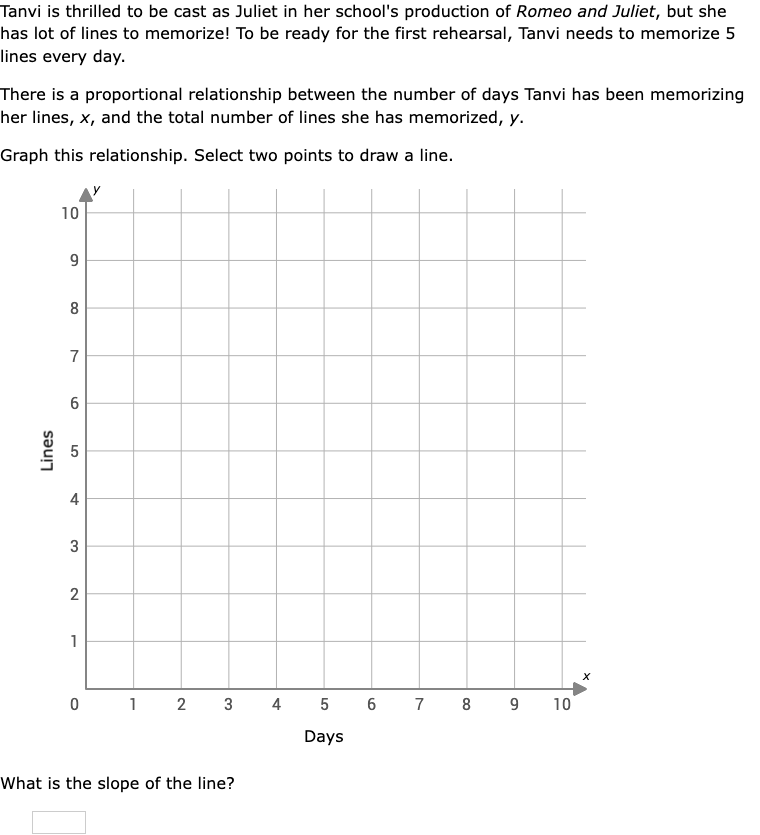 Tanvi is thrilled to be cast as Juliet in her school's production of Romeo and Juliet, but she
has lot of lines to memorize! To be ready for the first rehearsal, Tanvi needs to memorize 5
lines every day.
There is a proportional relationship between the number of days Tanvi has been memorizing
her lines, x, and the total number of lines she has memorized, y.
Graph this relationship. Select two points to draw a line.
y
10
9
8
7
6
5
4
3
2
1
Lines
x
0 1 2 3 4 5 6 7 8 9 10
Days
What is the slope of the line?